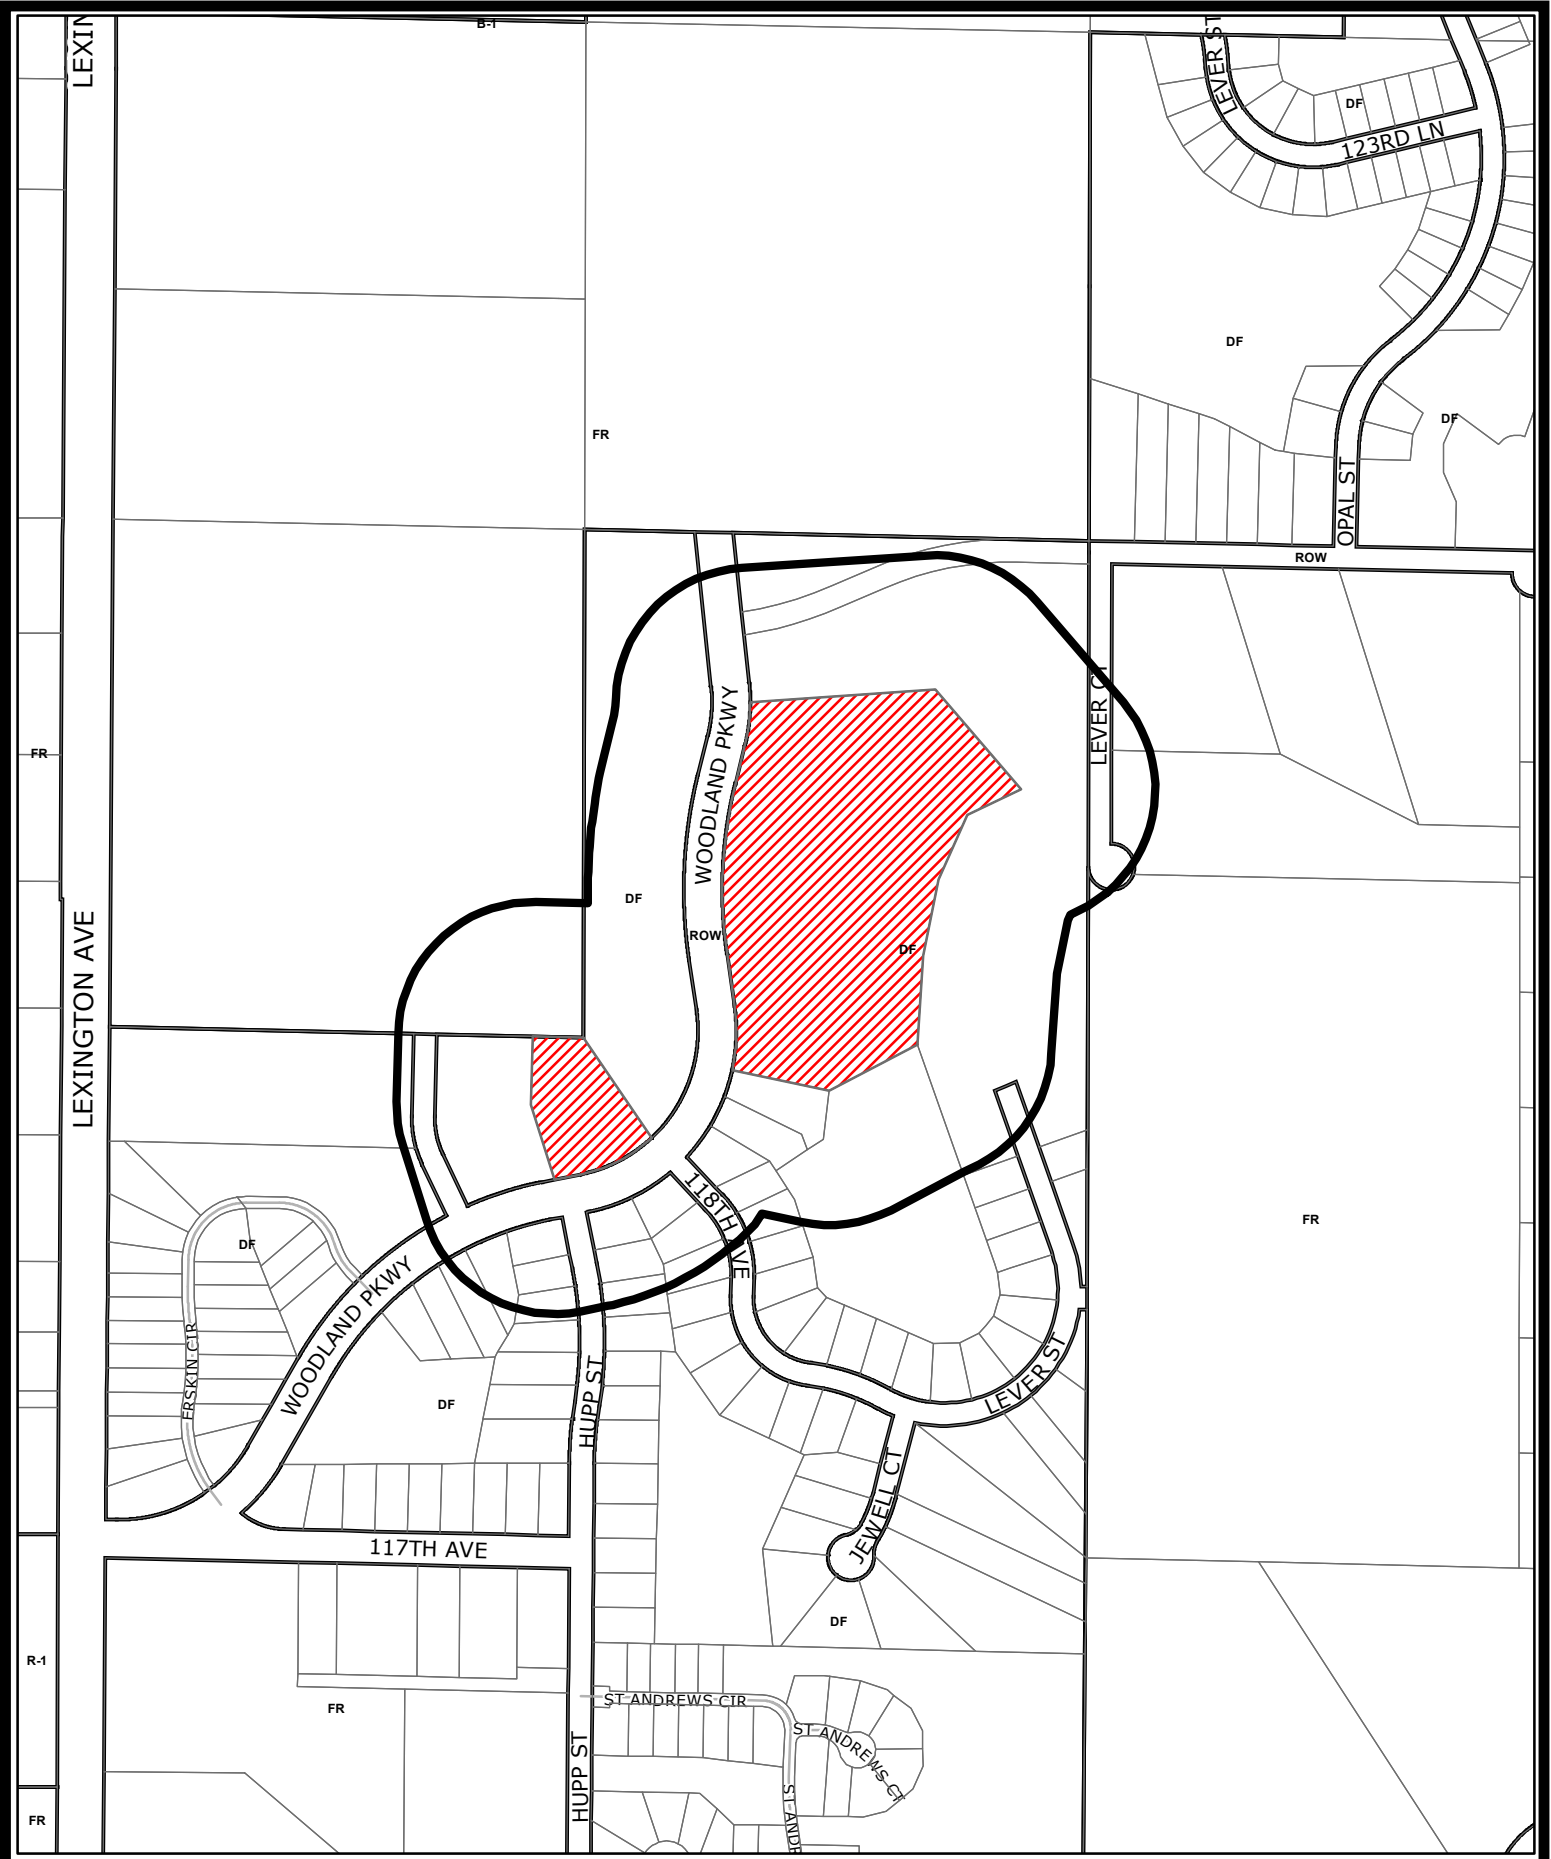 LEXIN
B-1
LEVER ST
DF
123RD LN
DF
DF
FR
OPAL ST
ROW
LEVER CT
WOODLAND PKWY
FR
DF
ROW
DF
LEXINGTON AVE
118TH AVE
FR
DF
WOODLAND PKWY
ERSKIN CIR
HUPP ST
LEVER ST
DF
JEWELL CT
117TH AVE
DF
R-1
FR
ST ANDREWS CIR
ST ANDREWS CT
HUPP ST
ST ANDR
FR